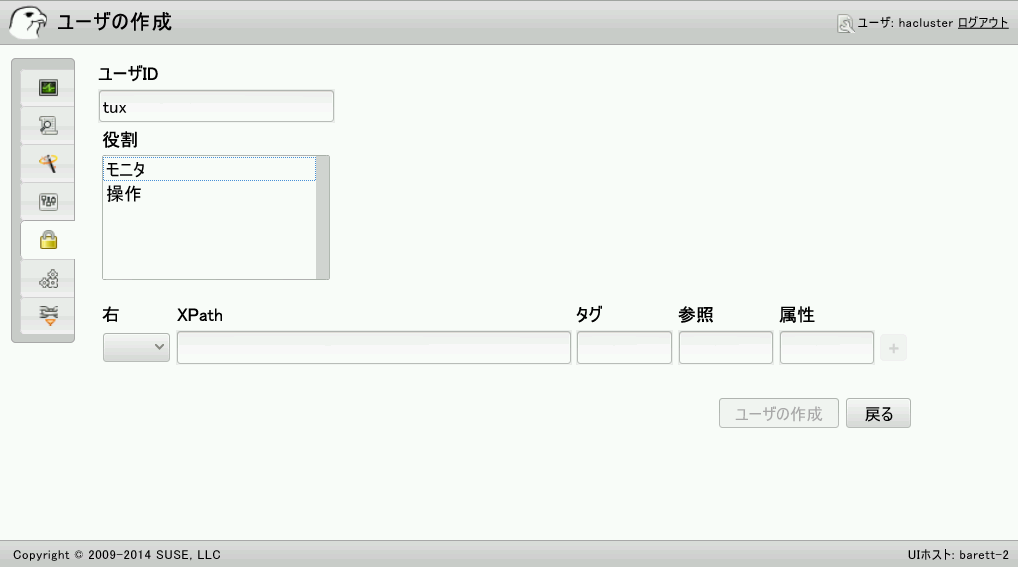 ユーザの作成
ユーザ: hacluster ログアウト
ユーザID
tux
役割
モニタ
操作
右 XPath タグ 参照 属性
+
ユーザの作成 戻る
Copyright © 2009-2014 SUSE, LLC
UIホスト: barett-2